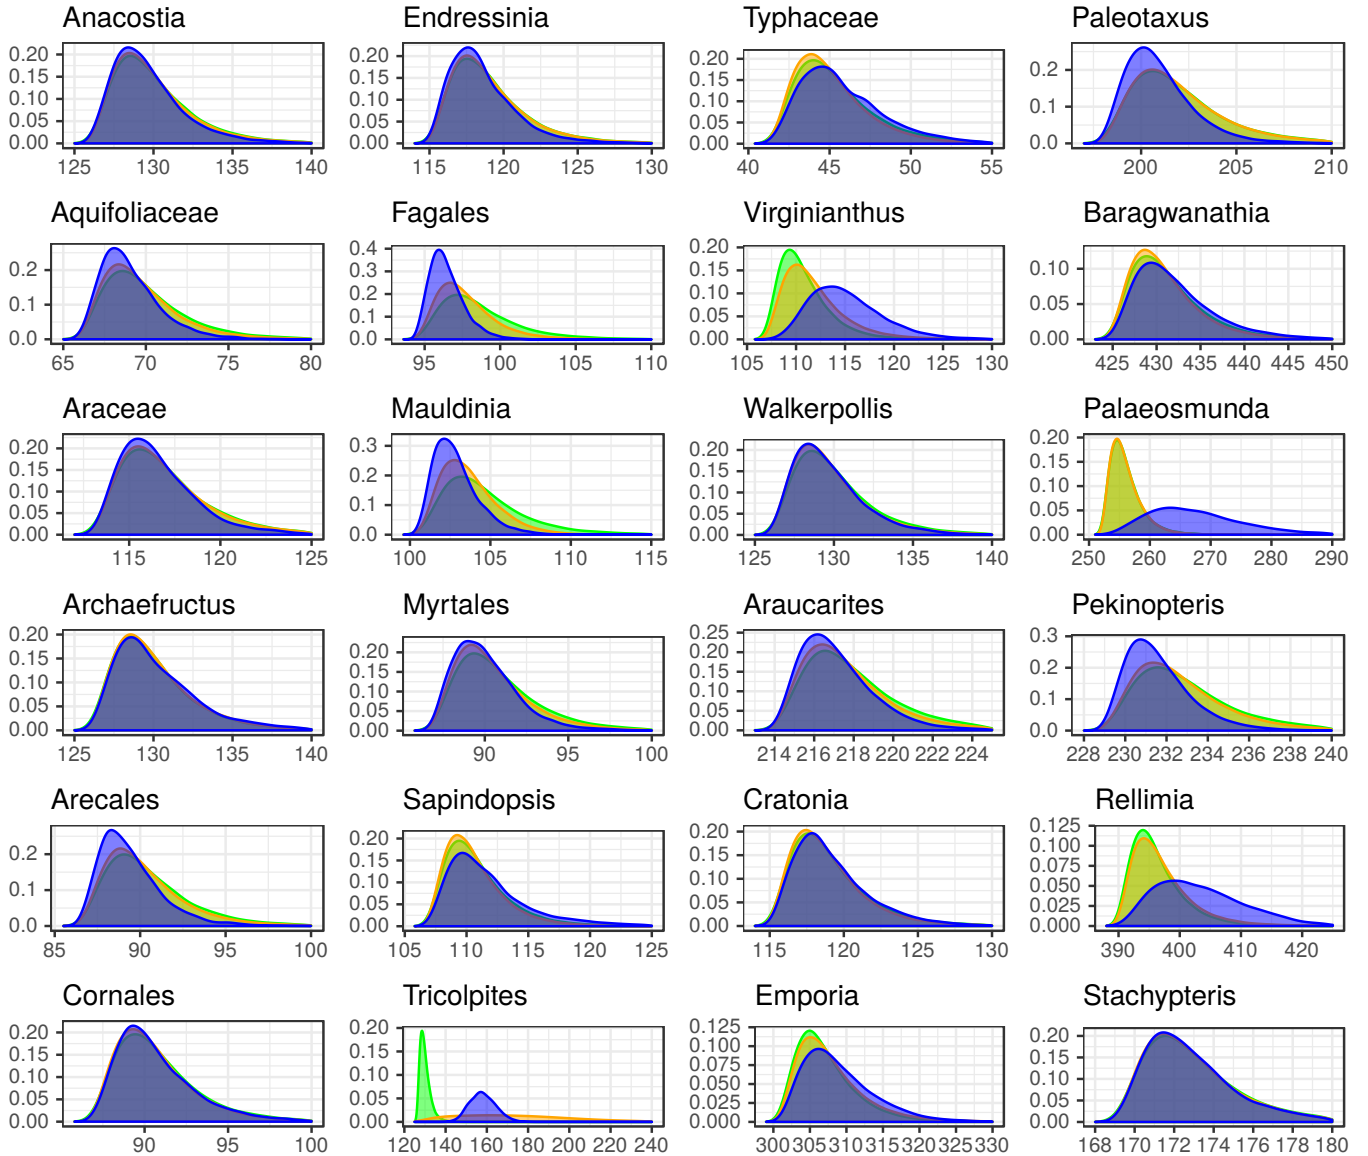 Anacostia Endressinia Typhaceae Paleotaxus
0.20 0.15 0.10 0.05 0.00
125 130 135 140
0.20 0.15 0.10 0.05 0.00
115 120 125 130
0.20 0.15 0.10 0.05 0.00
40 45 50 55
0.2 0.1 0.0
200 205 210
Aquifoliaceae Fagales Virginianthus Baragwanathia
0.2 0.1 0.0
65 70 75 80
0.4 0.3 0.2 0.1 0.0
95 100 105 110
0.20 0.15 0.10 0.05 0.00
105 110 115 120 125 130
0.10 0.05 0.00
425 430 435 440 445 450
Araceae Mauldinia Walkerpollis Palaeosmunda
0.20 0.15 0.10 0.05 0.00
115 120 125
0.3 0.2 0.1 0.0
100 105 110 115
0.20 0.15 0.10 0.05 0.00
125 130 135 140
0.20 0.15 0.10 0.05 0.00
250 260 270 280 290
Archaefructus Myrtales Araucarites Pekinopteris
0.20 0.15 0.10 0.05 0.00
125 130 135 140
0.20 0.15 0.10 0.05 0.00
90 95 100
0.25 0.20 0.15 0.10 0.05 0.00
214 216 218 220 222 224
0.3 0.2 0.1 0.0
228 230 232 234 236 238 240
Arecales Sapindopsis Cratonia Rellimia
0.2 0.1 0.0
85 90 95 100
0.20 0.15 0.10 0.05 0.00
105 110 115 120 125
0.20 0.15 0.10 0.05 0.00
115 120 125 130
0.125 0.100 0.075 0.050 0.025 0.000
390 400 410 420
Cornales Tricolpites Emporia Stachypteris
0.20 0.15 0.10 0.05 0.00
90 95 100
0.20 0.15 0.10 0.05 0.00
120 140 160 180 200 220 240
0.125 0.100 0.075 0.050 0.025 0.000
300 305 310 315 320 325 330
0.20 0.15 0.10 0.05 0.00
168 170 172 174 176 178 180